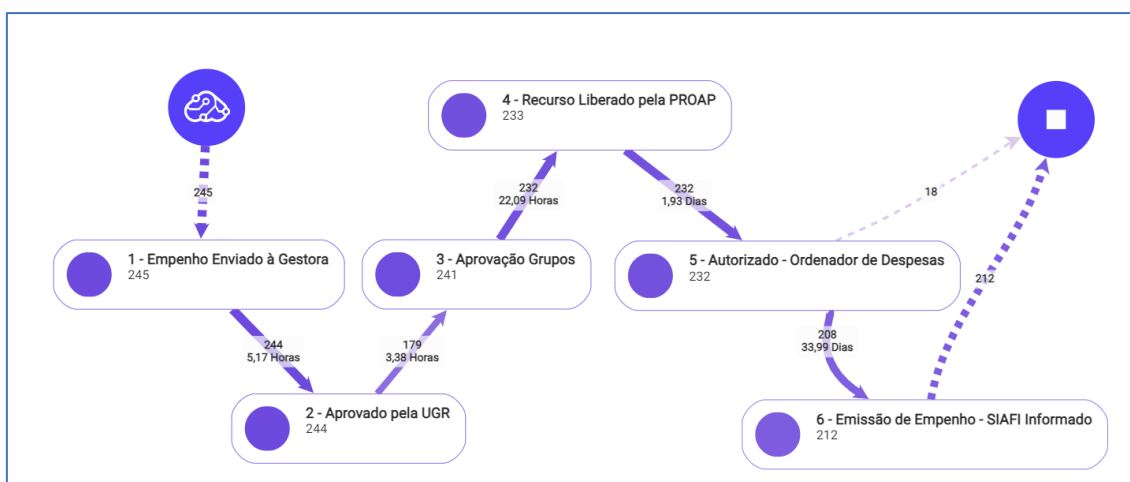 245
1 - Empenho Enviado à Gestora
245
244
5,17 Horas
2 - Aprovado pela UGR
244
179
3,38 Horas
3 - Aprovação Grupos
241
232
22,09 Horas
4 - Recurso Liberado pela PROAP
233
232
1,93 Dias
5 - Autorizado - Ordenador de Despesas
232
18
208
33,99 Dias
6 - Emissão de Empenho - SIAFI Informado
212
212